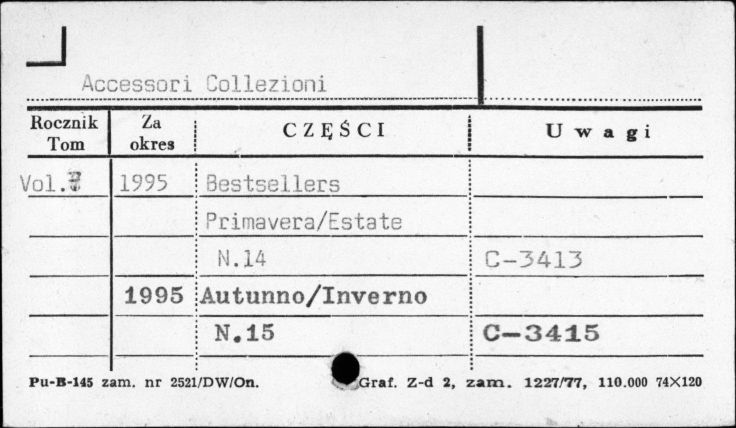 Accessori Collezioni
Rocznik Tom Za okres CZĘŚCI Uwagi
Vol. 1995 Bestsellers
Primavera/Estate
N.14 C-3413
1995 Autunno/Inverno
N.15 C-3415
Pu-B-145 zam. nr 2521/DW/On. Graf. Z-d 2, zam. 1227/77, 110.000 74X120